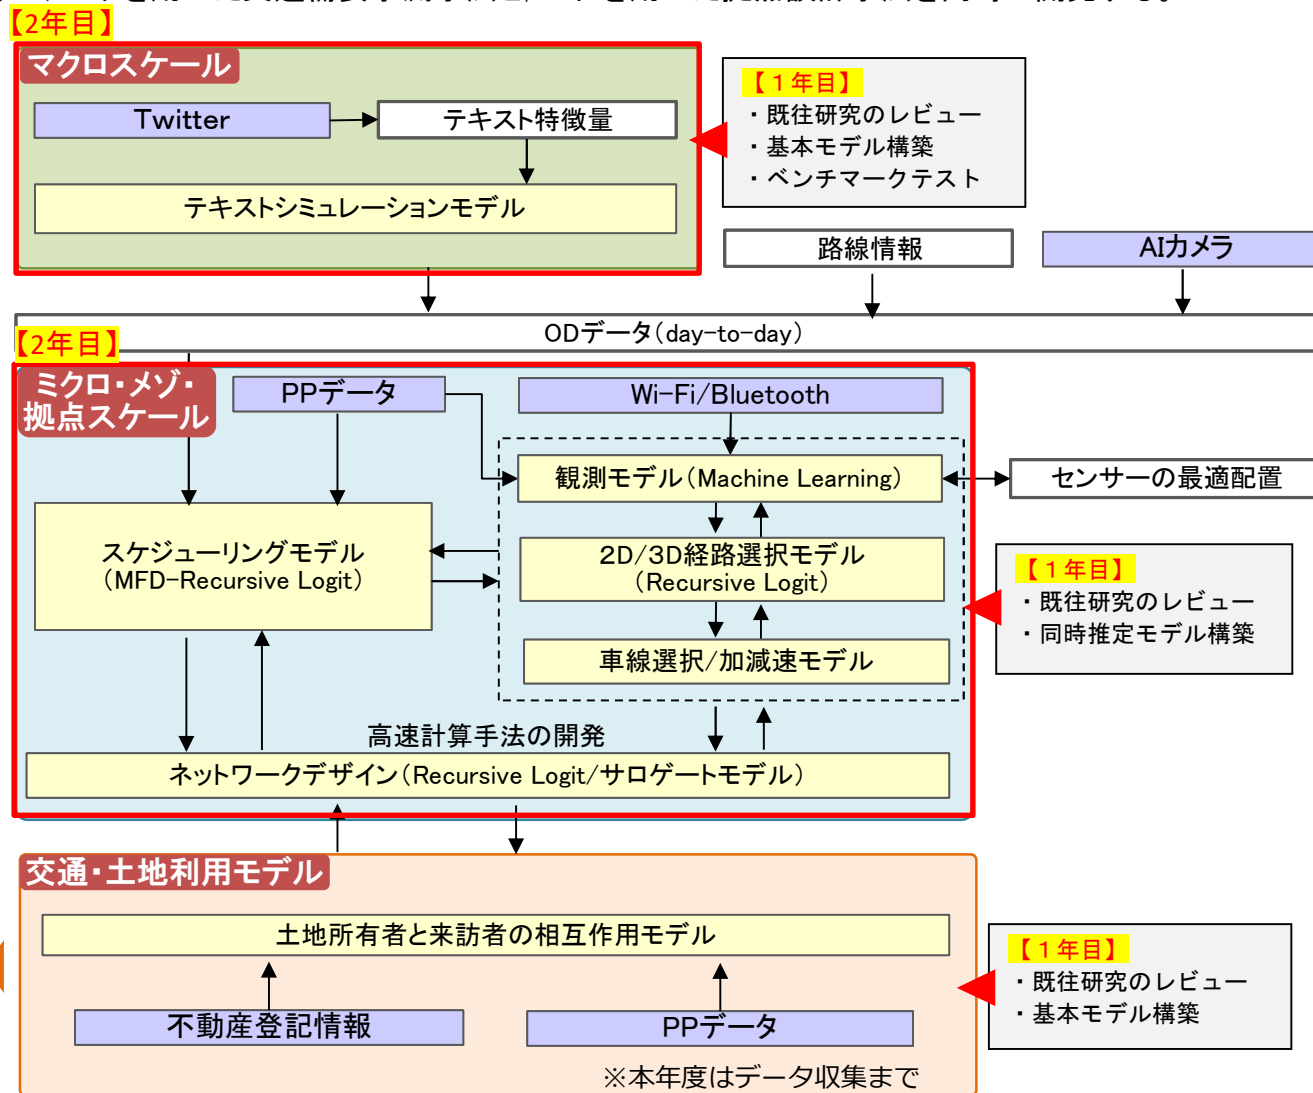 【2年目】
マクロスケール
Twitter
テキスト特徴量
テキストシミュレーションモデル
【１年目】
・既往研究のレビュー
・基本モデル構築
・ベンチマークテスト
路線情報
AIカメラ
ODデータ(day-to-day)
【2年目】
ミクロ・メゾ・
拠点スケール
PPデータ
Wi-Fi/Bluetooth
観測モデル(Machine Learning)
センサーの最適配置
スケジューリングモデル
(MFD-Recursive Logit)
2D/3D経路選択モデル
(Recursive Logit)
車線選択/加減速モデル
【１年目】
・既往研究のレビュー
・同時推定モデル構築
高速計算手法の開発
ネットワークデザイン(Recursive Logit/サロゲートモデル)
交通・土地利用モデル
土地所有者と来訪者の相互作用モデル
不動産登記情報
PPデータ
※本年度はデータ収集まで
【１年目】
・既往研究のレビュー
・基本モデル構築